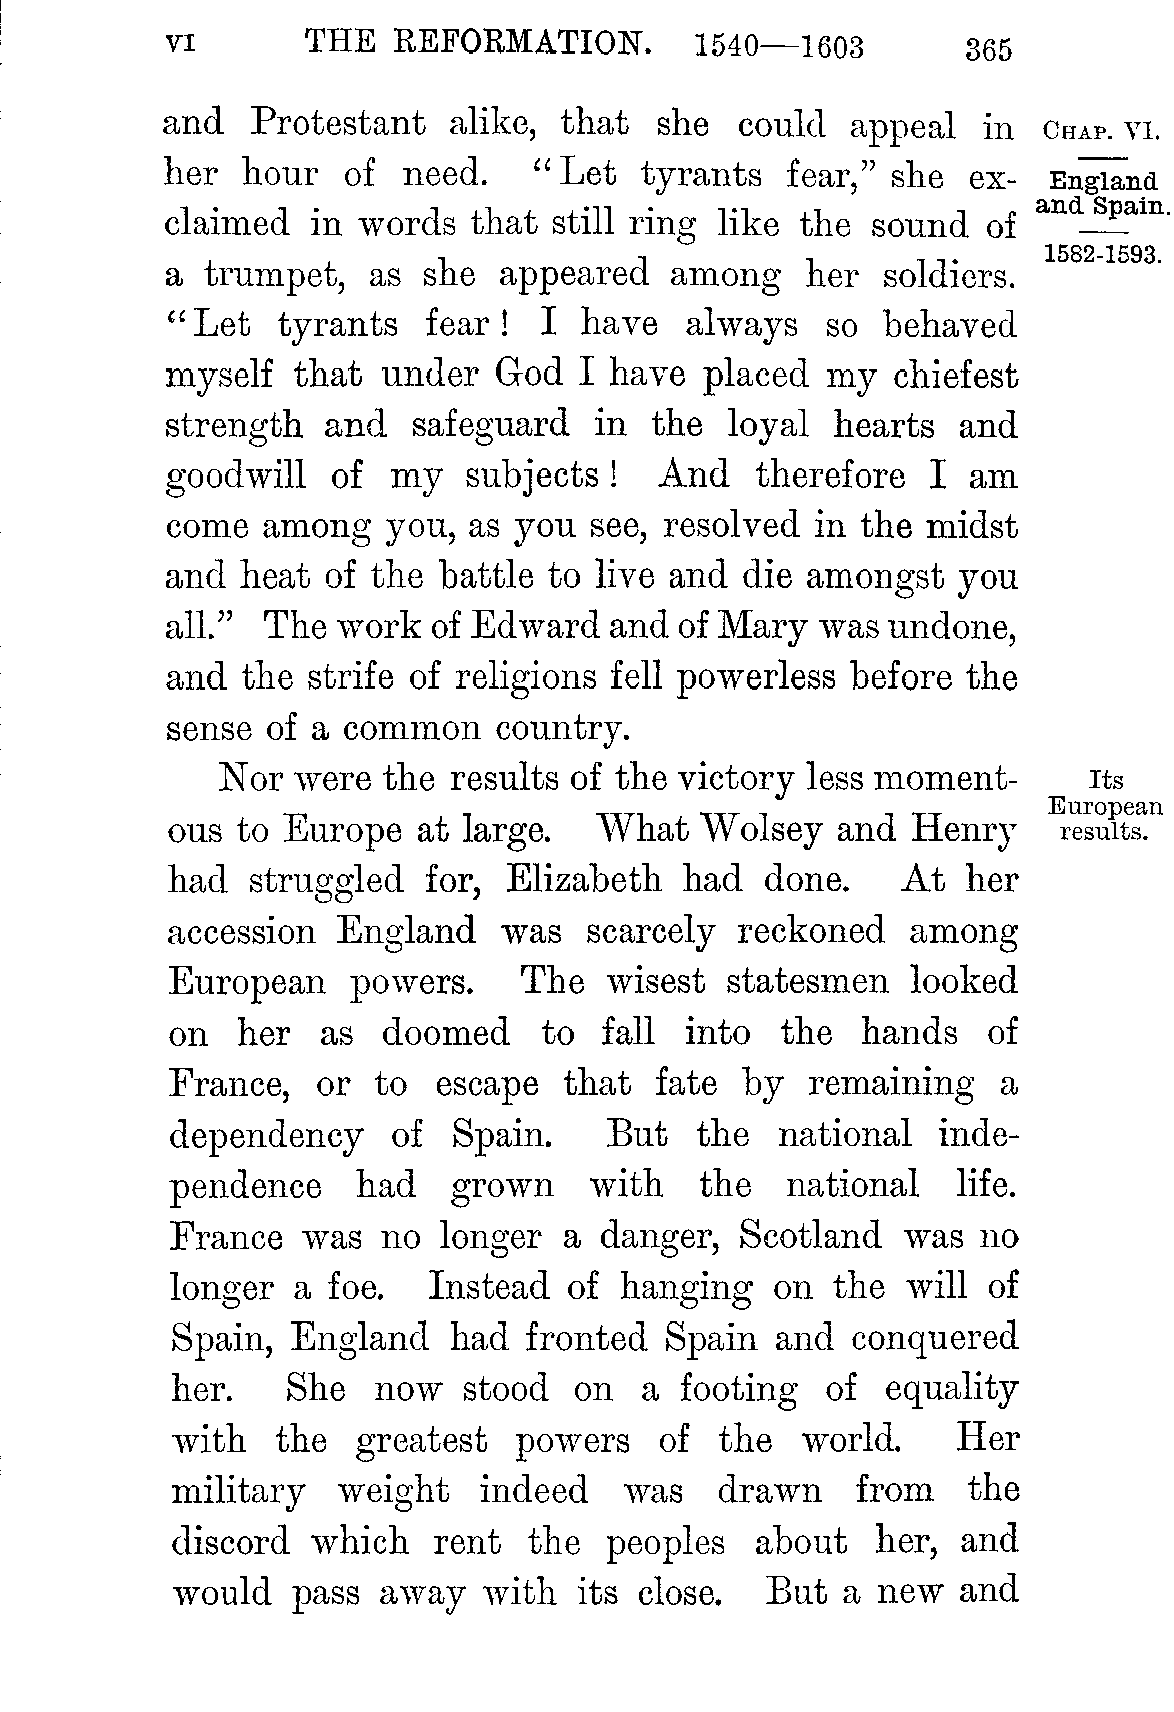 VI THE REFORMATION. 1540—1603 365
and Protestant alike, that she could appeal in
her hour of need. “Let tyrants fear,” she ex-
claimed in words that still ring like the sound of
a trumpet, as she appeared among her soldiers.
“Let tyrants fear! I have always so behaved
myself that under God I have placed my chiefest
strength and safeguard in the loyal hearts and
goodwill of my subjects! And therefore I am
come among you, as you see, resolved in the midst
and heat of the battle to live and die amongst you
all.” The work of Edward and of Mary was undone,
and the strife of religions fell powerless before the
sense of a common country.
CHAP. VI.
England
and Spain.
1582-1593.
Nor were the results of the victory less moment-
ous to Europe at large. What Wolsey and Henry
had struggled for, Elizabeth had done. At her
accession England was scarcely reckoned among
European powers. The wisest statesmen looked
on her as doomed to fall into the hands of
France, or to escape that fate by remaining a
dependency of Spain. But the national inde-
pendence had grown with the national life.
France was no longer a danger, Scotland was no
longer a foe. Instead of hanging on the will of
Spain, England had fronted Spain and conquered
her. She now stood on a footing of equality
with the greatest powers of the world. Her
military weight indeed was drawn from the
discord which rent the peoples about her, and
would pass away with its close. But a new and
Its
European
results.